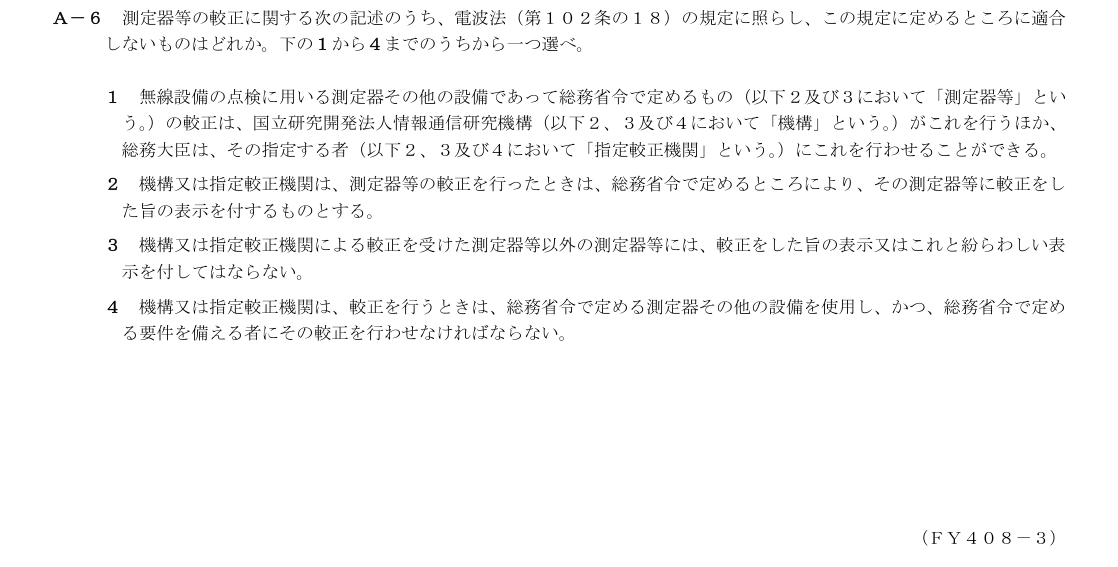 A－6　測定器等の較正に関する次の記述のうち、電波法（第１０２条の１８）の規定に照らし、この規定に定めるところに適合
しないものはどれか。下の1から4までのうちから一つ選べ。
1　無線設備の点検に用いる測定器その他の設備であって総務省令で定めるもの（以下２及び３において「測定器等」とい
う。）の較正は、国立研究開発法人情報通信研究機構（以下２、３及び４において「機構」という。）がこれを行うほか、
総務大臣は、その指定する者（以下２、３及び４において「指定較正機関」という。）にこれを行わせることができる。
2　機構又は指定較正機関は、測定器等の較正を行ったときは、総務省令で定めるところにより、その測定器等に較正をし
た旨の表示を付するものとする。
3　機構又は指定較正機関による較正を受けた測定器等以外の測定器等には、較正をした旨の表示又はこれと紛らわしい表
示を付してはならない。
4　機構又は指定較正機関は、較正を行うときは、総務省令で定める測定器その他の設備を使用し、かつ、総務省令で定め
る要件を備える者にその較正を行わせなければならない。
（ＦＹ４０８－３）